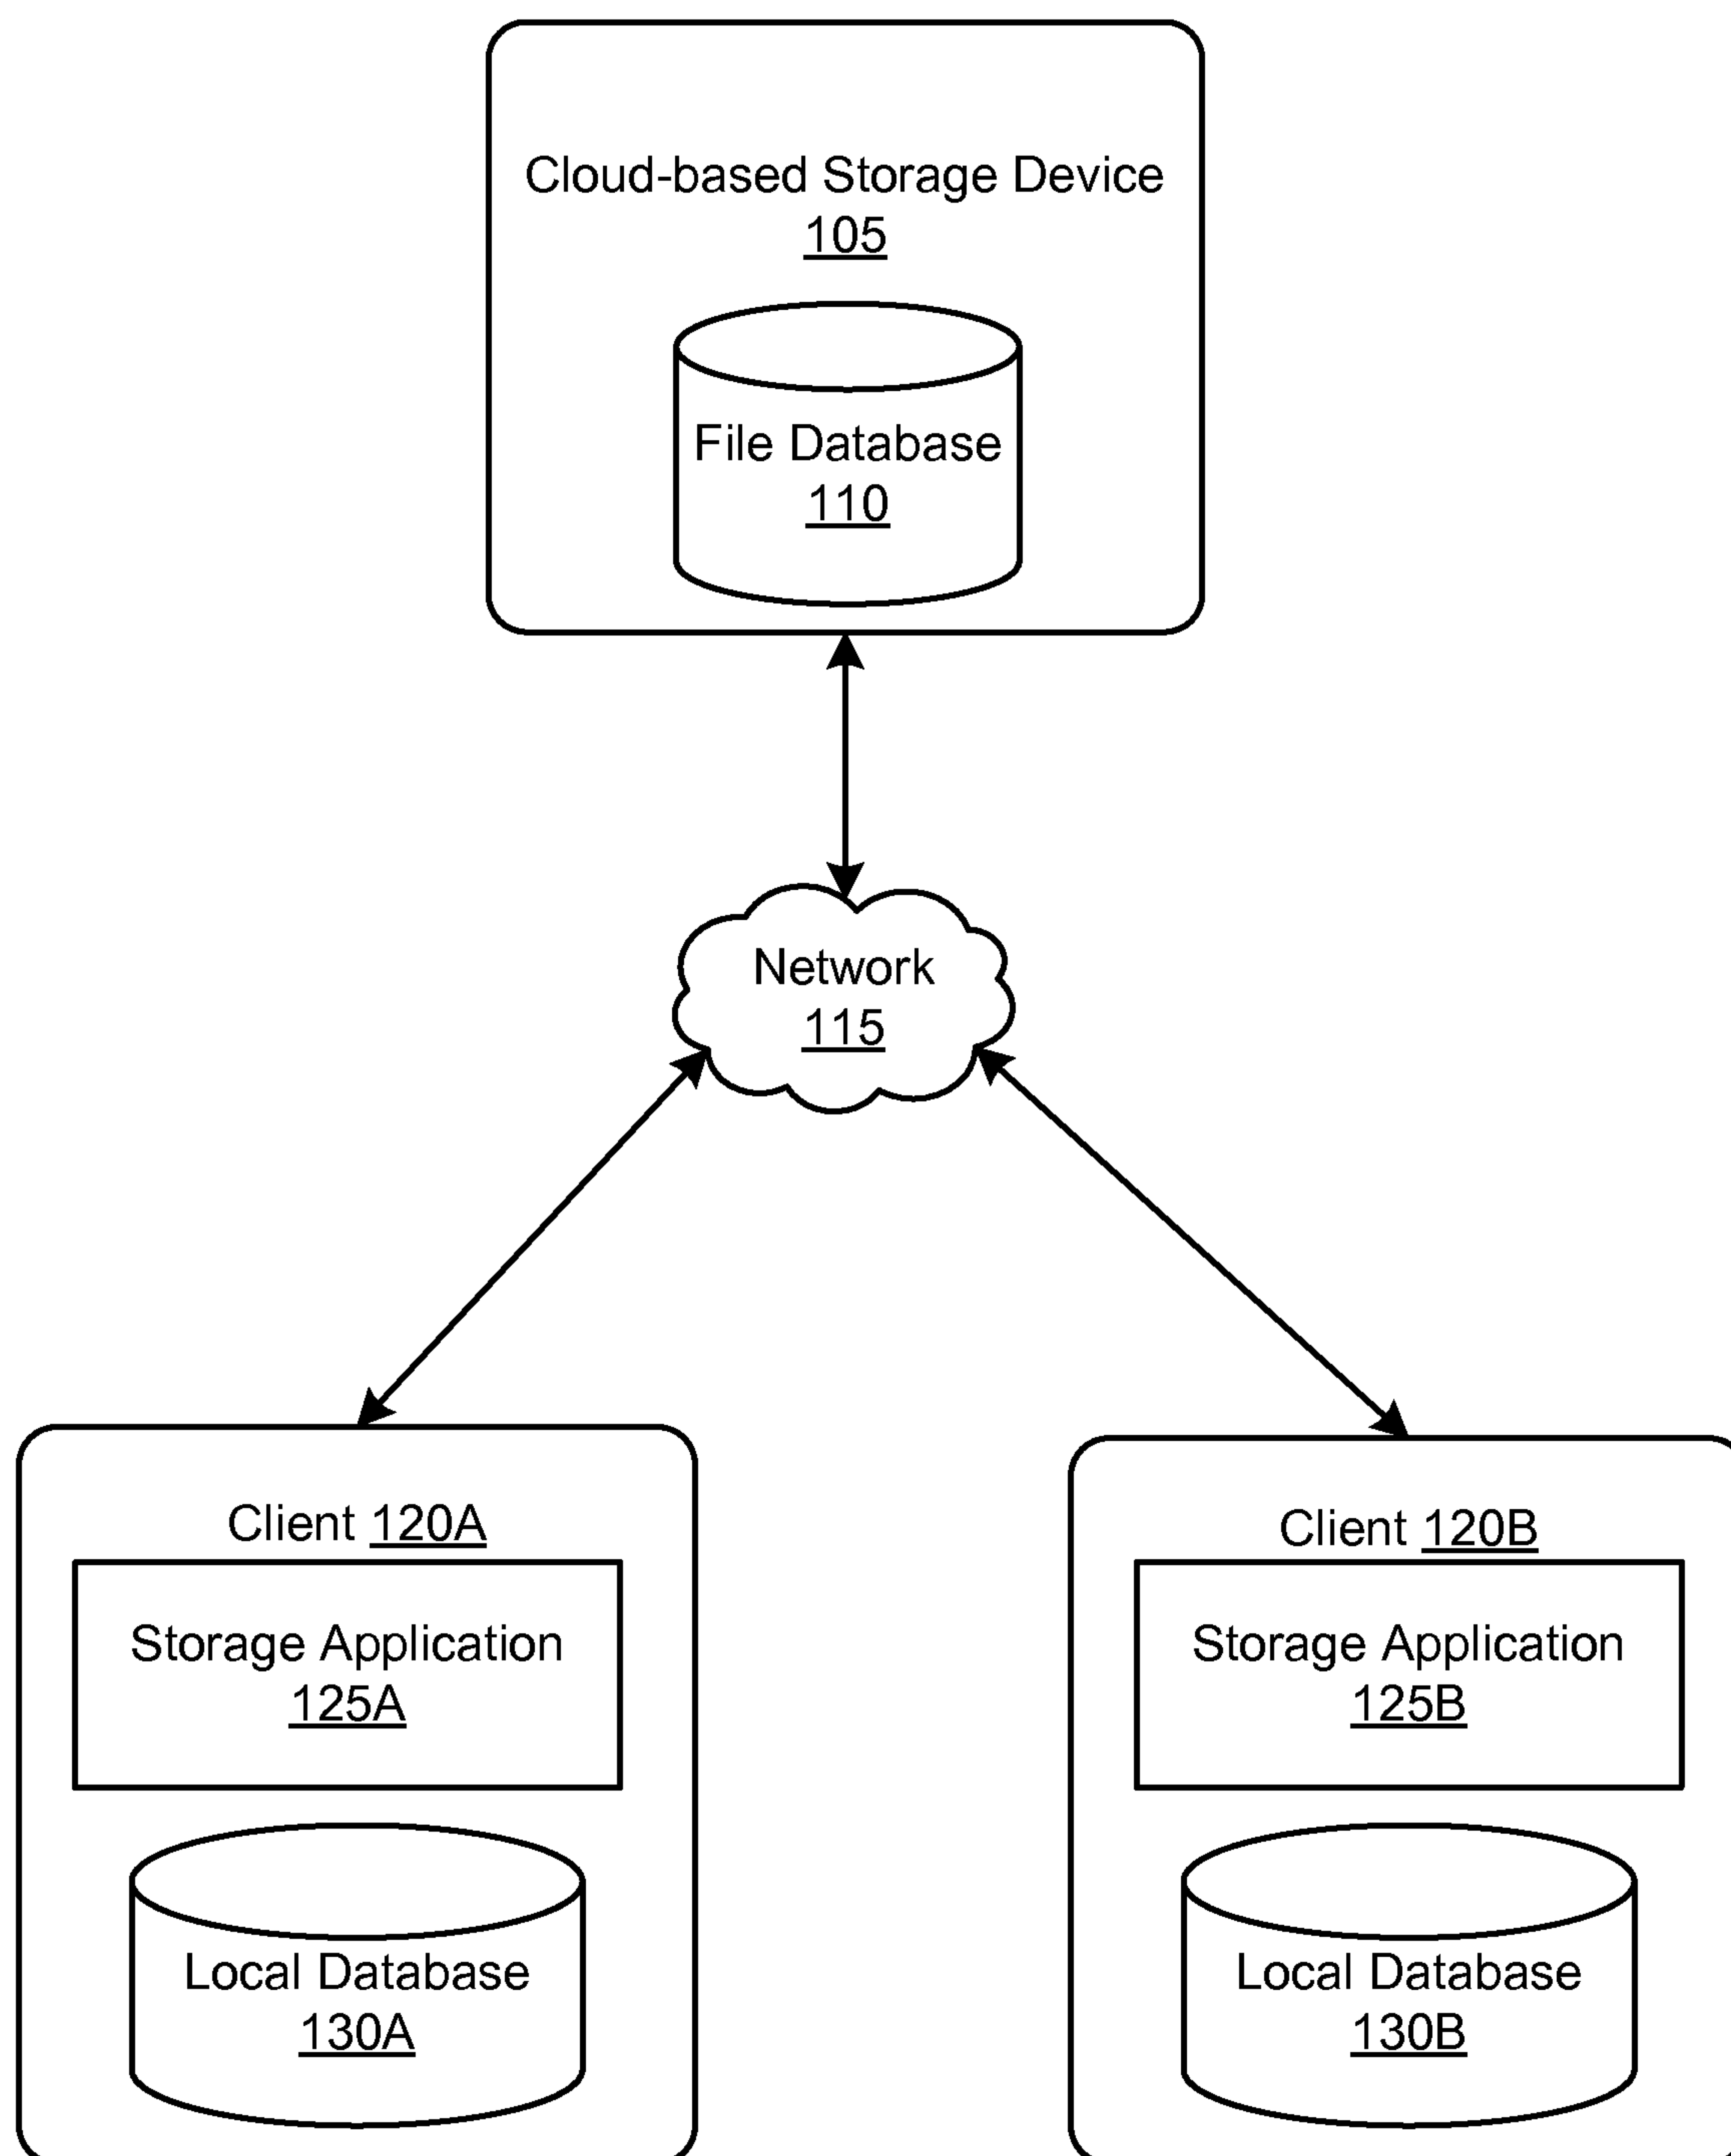 Cloud-based Storage Device
105
File Database
110
Network
115
Client 120A
Storage Application
125A
Local Database
130A
Client 120B
Storage Application
125B
Local Database
130B